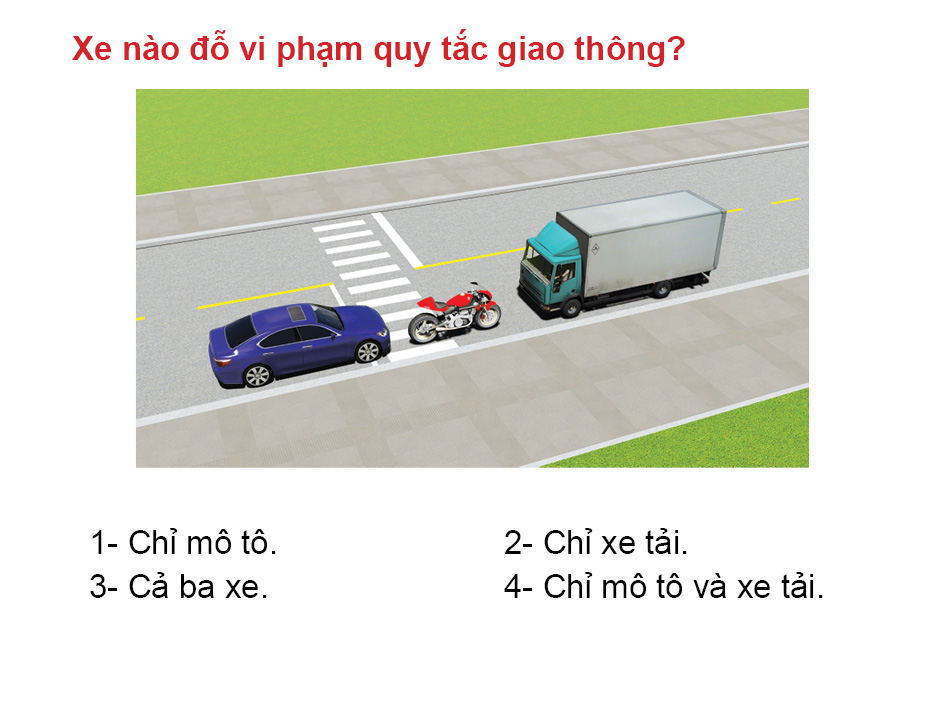 Xe nào đỗ vi phạm quy tắc giao thông?
1- Chỉ mô tô. 2- Chỉ xe tải.
3- Cả ba xe. 4- Chỉ mô tô và xe tải.